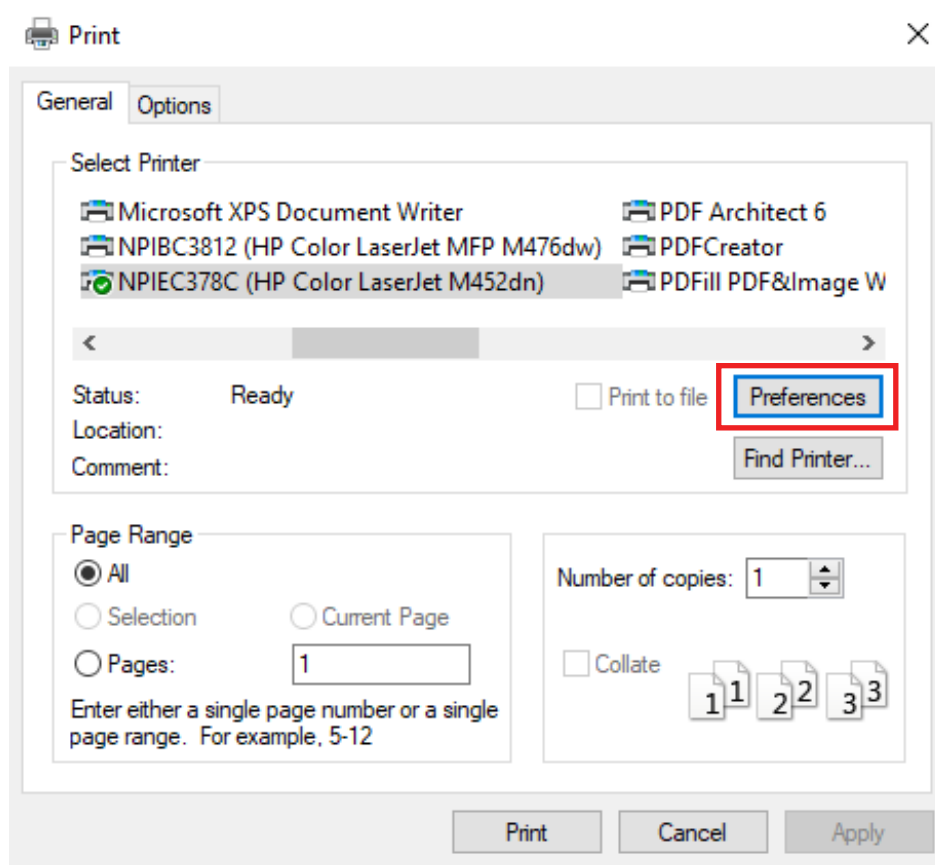 Print
General Options
Select Printer
Microsoft XPS Document Writer PDF Architect 6
NPIBC3812 (HP Color LaserJet MFP M476dw) PDFCreator
NPIEC378C (HP Color LaserJet M452dn) PDFill PDF&Image W
Status: Ready Print to file Preferences
Location:
Comment: Find Printer...
Page Range
All
Number of copies: 1
Selection Current Page
Pages: 1
Collate
1 1 2 2 3 3
Enter either a single page number or a single
page range. For example, 5-12
Print Cancel Apply